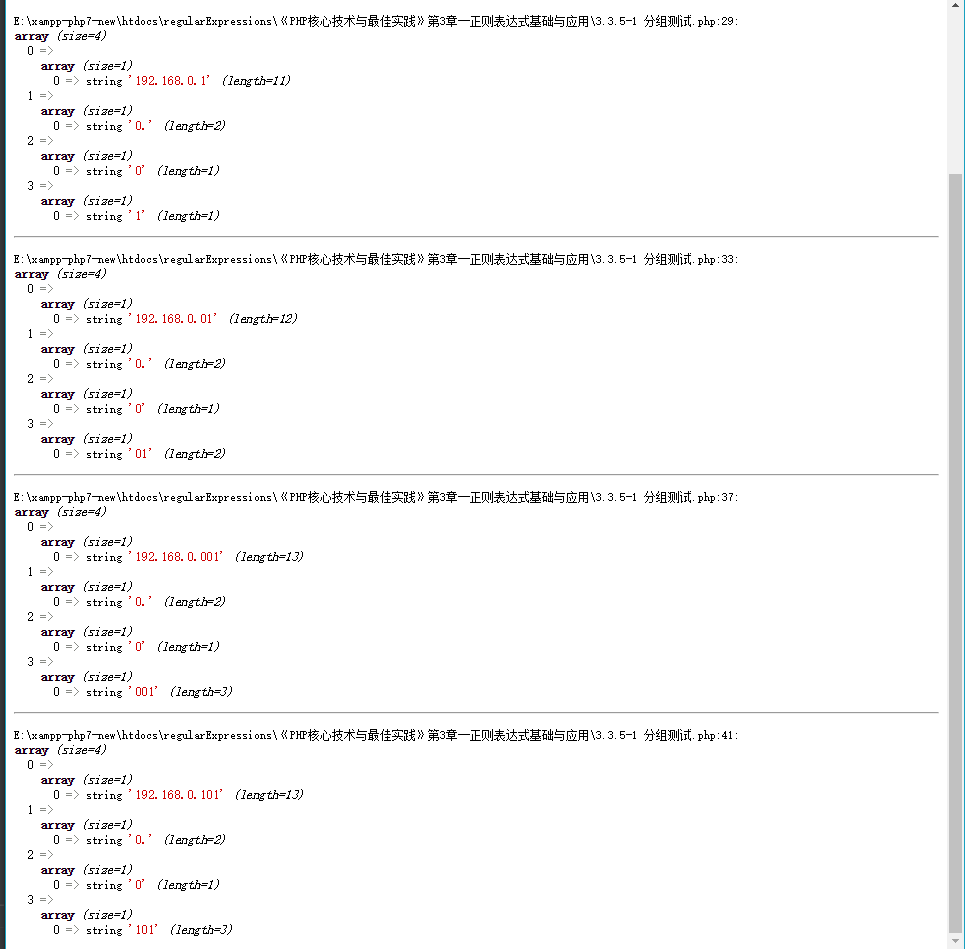 E:\xampp-php7-new\htdocs\regularExpressions\《PHP核心技术与最佳实践》第3章—正则表达式基础与应用\3.3.5-1 分组测试.php:29:
array (size=4)
0 =>
array (size=1)
0 => string '192.168.0.1' (length=11)
1 =>
array (size=1)
0 => string '0.' (length=2)
2 =>
array (size=1)
0 => string '0' (length=1)
3 =>
array (size=1)
0 => string '1' (length=1)
E:\xampp-php7-new\htdocs\regularExpressions\《PHP核心技术与最佳实践》第3章—正则表达式基础与应用\3.3.5-1 分组测试.php:33:
array (size=4)
0 =>
array (size=1)
0 => string '192.168.0.01' (length=12)
1 =>
array (size=1)
0 => string '0.' (length=2)
2 =>
array (size=1)
0 => string '0' (length=1)
3 =>
array (size=1)
0 => string '01' (length=2)
E:\xampp-php7-new\htdocs\regularExpressions\《PHP核心技术与最佳实践》第3章—正则表达式基础与应用\3.3.5-1 分组测试.php:37:
array (size=4)
0 =>
array (size=1)
0 => string '192.168.0.001' (length=13)
1 =>
array (size=1)
0 => string '0.' (length=2)
2 =>
array (size=1)
0 => string '0' (length=1)
3 =>
array (size=1)
0 => string '001' (length=3)
E:\xampp-php7-new\htdocs\regularExpressions\《PHP核心技术与最佳实践》第3章—正则表达式基础与应用\3.3.5-1 分组测试.php:41:
array (size=4)
0 =>
array (size=1)
0 => string '192.168.0.101' (length=13)
1 =>
array (size=1)
0 => string '0.' (length=2)
2 =>
array (size=1)
0 => string '0' (length=1)
3 =>
array (size=1)
0 => string '101' (length=3)